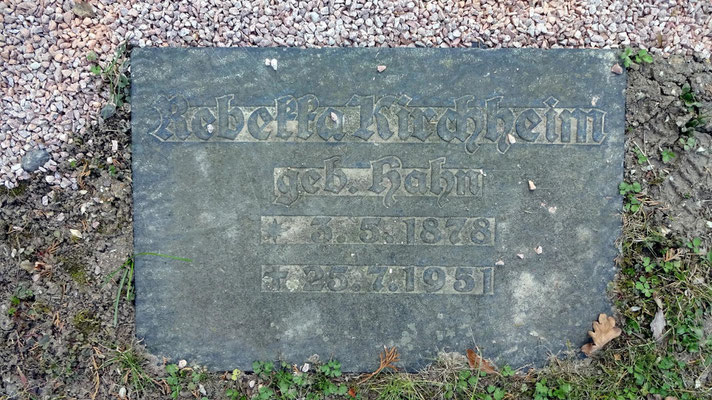 Rebekka Kirchheim
geb. Hahn
* 3.5.1878
† 25.7.1951